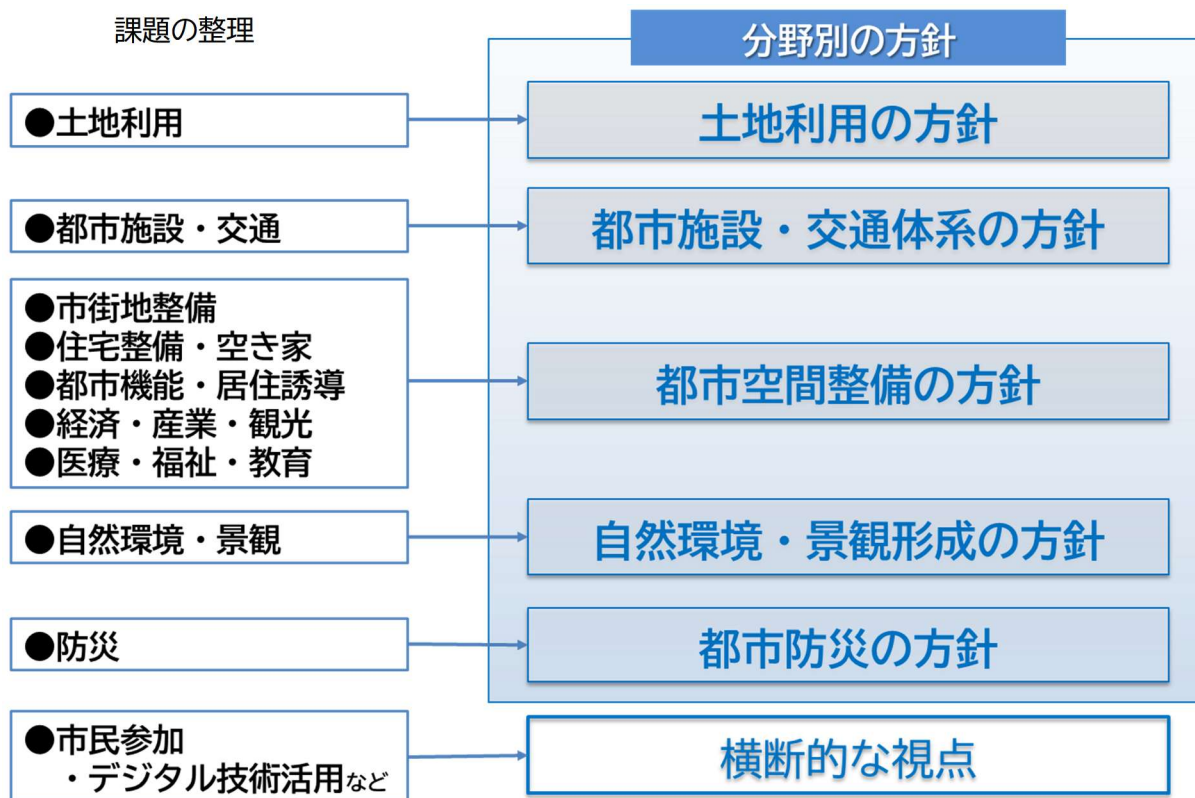 課題の整理
分野別の方針
●土地利用
土地利用の方針
●都市施設・交通
都市施設・交通体系の方針
●市街地整備
●住宅整備・空き家
●都市機能・居住誘導
●経済・産業・観光
●医療・福祉・教育
都市空間整備の方針
●自然環境・景観
自然環境・景観形成の方針
●防災
都市防災の方針
●市民参加
・デジタル技術活用など
横断的な視点